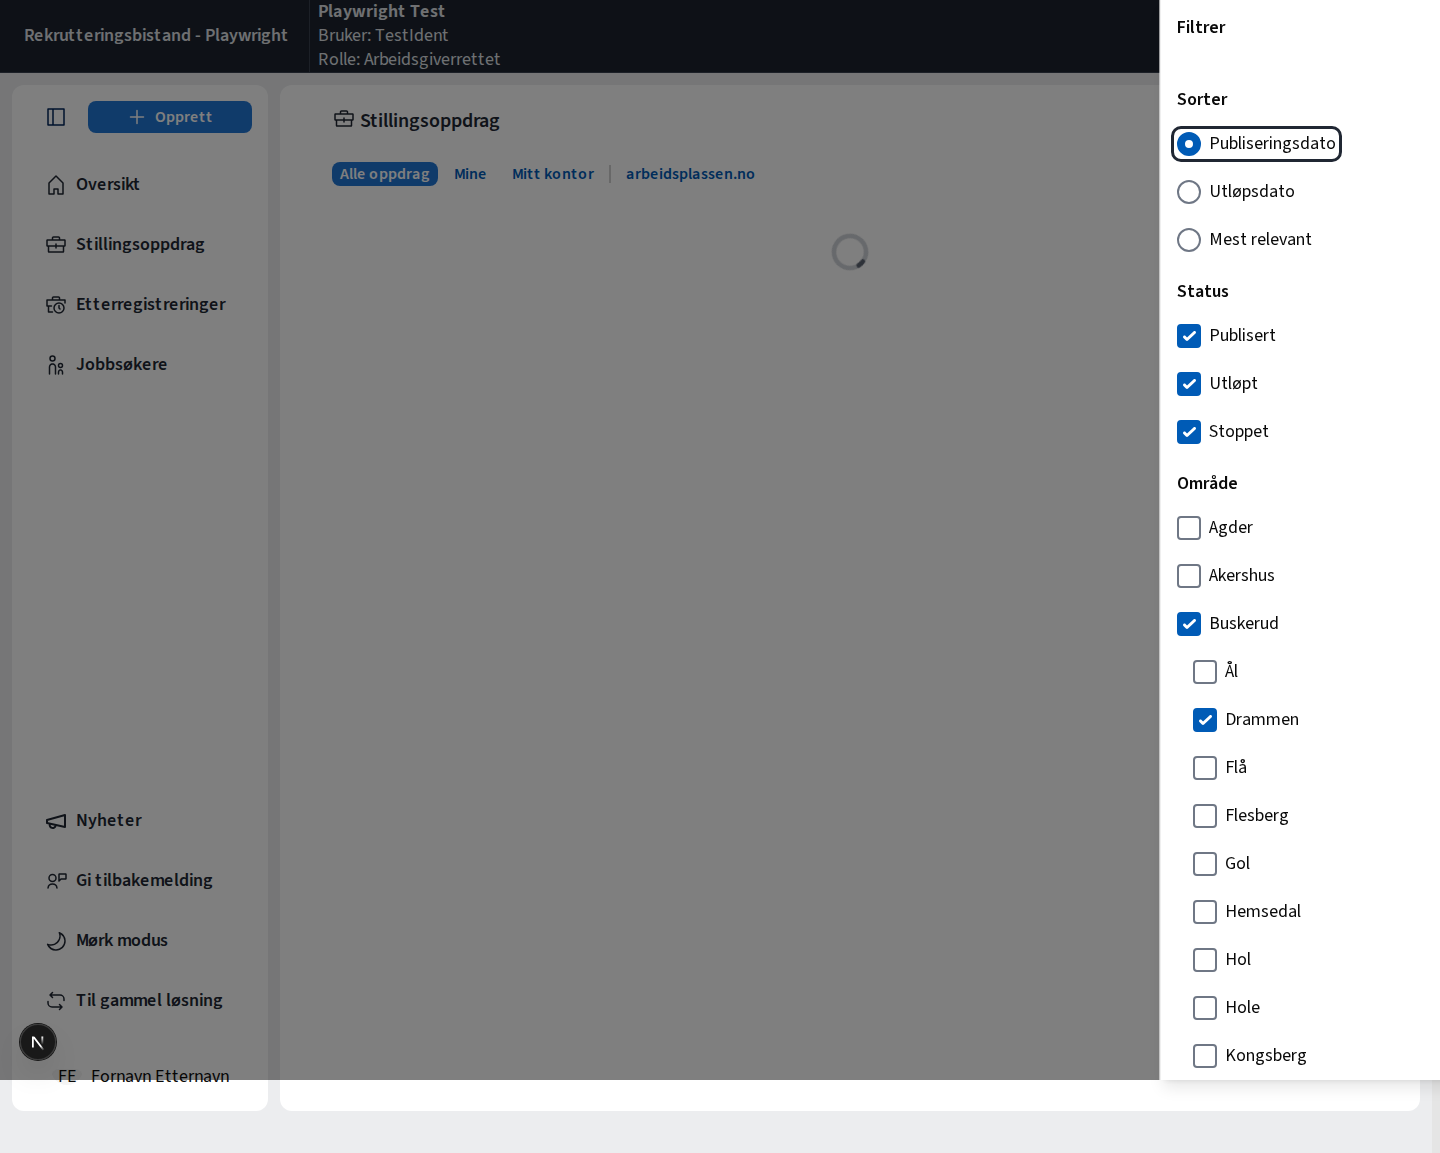 Rekrutteringsbistand - Playwright
Playwright Test
Bruker: TestIdent
Rolle: Arbeidsgiverrettet
Opprett
Oversikt
Stillingsoppdrag
Etterregistreringer
Jobbsøkere
Nyheter
Gi tilbakemelding
Mørk modus
Til gammel løsning
N
FE Fornavn Etternavn
Stillingsoppdrag
Alle oppdrag Mine Mitt kontor arbeidsplassen.no
Filtrer
Sorter
Publiseringsdato
Utløpsdato
Mest relevant
Status
Publisert
Utløpt
Stoppet
Område
Agder
Akershus
Buskerud
Ål
Drammen
Flå
Flesberg
Gol
Hemsedal
Hol
Hole
Kongsberg